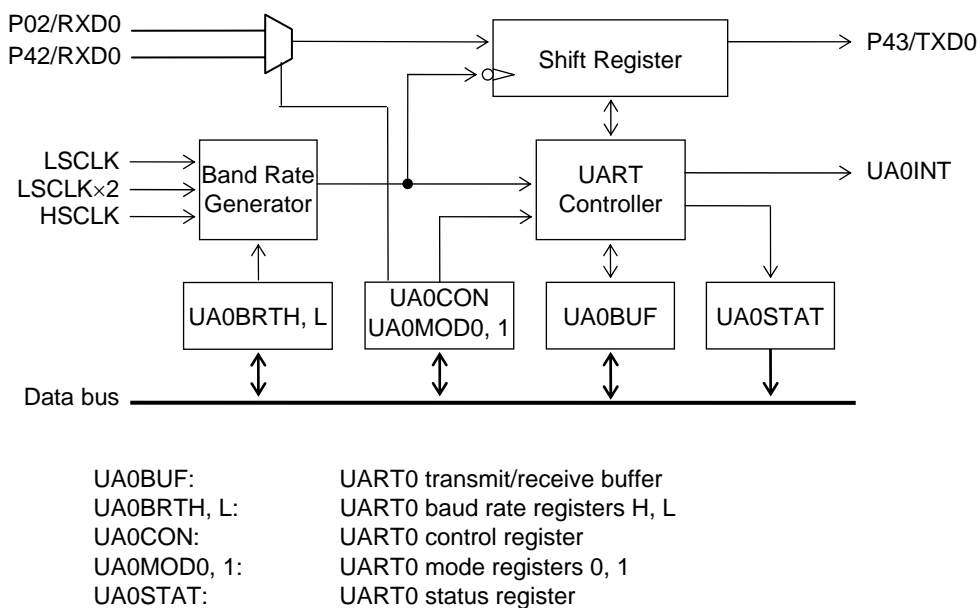 P02/RXD0
P42/RXD0
Shift Register
P43/TXD0
LSCLK
LSCLK×2
HSCLK
Band Rate
Generator
UART
Controller
UA0INT
UA0BRTH, L
UA0CON
UA0MOD0, 1
UA0BUF
UA0STAT
Data bus
UA0BUF: UART0 transmit/receive buffer
UA0BRTH, L: UART0 baud rate registers H, L
UA0CON: UART0 control register
UA0MOD0, 1: UART0 mode registers 0, 1
UA0STAT: UART0 status register